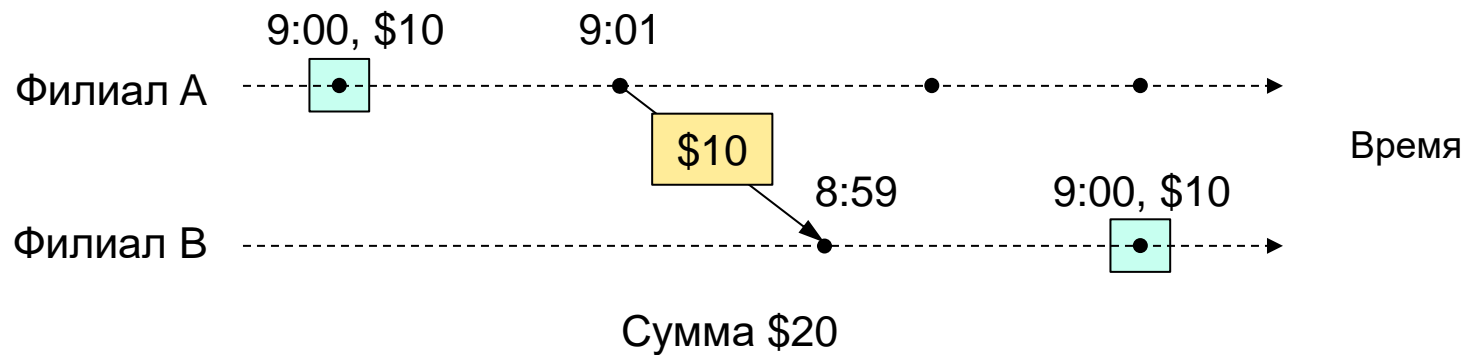 9:00, $10
9:01
Филиал A
$10
Время
8:59
9:00, $10
Филиал B
Сумма $20